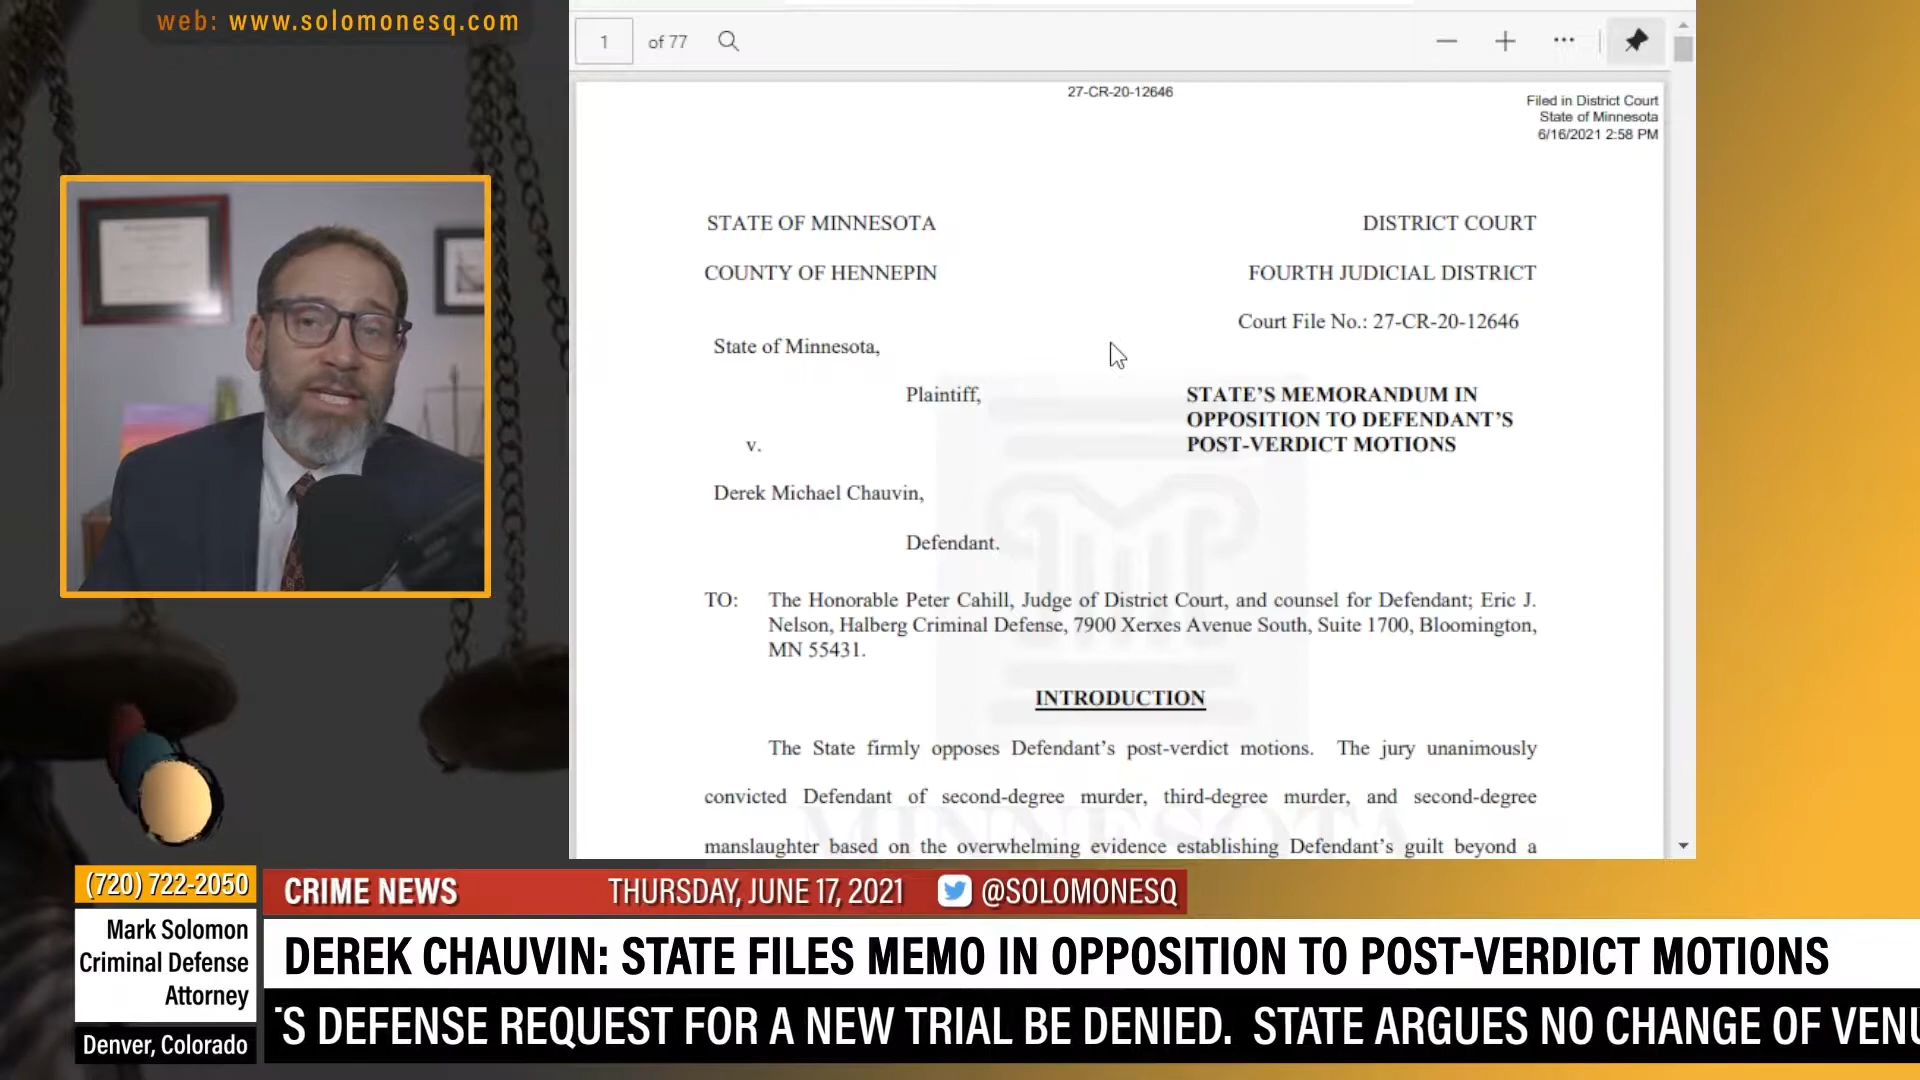 web: www.solomonesq.com
1 of 77
27-CR-20-12646
Filed in District Court
State of Minnesota
6/16/2021 2:58 PM
STATE OF MINNESOTA
DISTRICT COURT
COUNTY OF HENNEPIN
FOURTH JUDICIAL DISTRICT
Court File No.: 27-CR-20-12646
State of Minnesota,
Plaintiff,
STATE'S MEMORANDUM IN
OPPOSITION TO DEFENDANT'S
POST-VERDICT MOTIONS
v.
Derek Michael Chauvin,
Defendant.
TO: The Honorable Peter Cahill, Judge of District Court, and counsel for Defendant; Eric J.
Nelson, Halberg Criminal Defense, 7900 Xerxes Avenue South, Suite 1700, Bloomington,
MN 55431.
INTRODUCTION
The State firmly opposes Defendant's post-verdict motions. The jury unanimously
convicted Defendant of second-degree murder, third-degree murder, and second-degree
manslaughter based on the overwhelming evidence establishing Defendant's guilt beyond a
MINNESOTA
(720) 722-2050
Mark Solomon
Criminal Defense
Attorney
Denver, Colorado
CRIME NEWS THURSDAY, JUNE 17, 2021 @SOLOMONESQ
DEREK CHAUVIN: STATE FILES MEMO IN OPPOSITION TO POST-VERDICT MOTIONS
'S DEFENSE REQUEST FOR A NEW TRIAL BE DENIED. STATE ARGUES NO CHANGE OF VENU